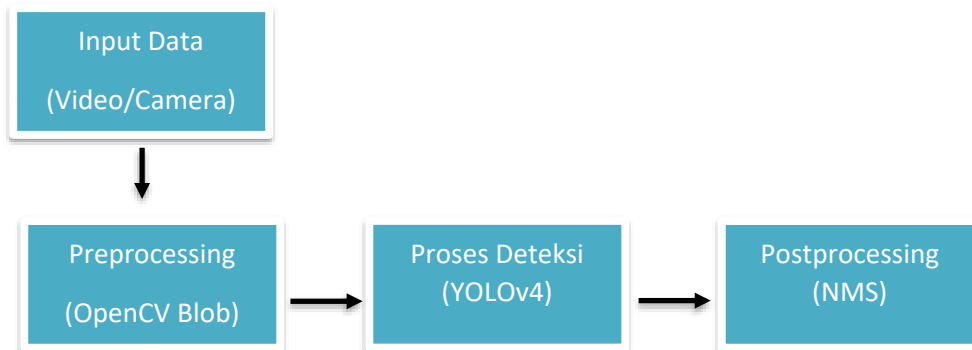 Input Data
(Video/Camera)
Preprocessing
(OpenCV Blob)
Proses Deteksi
(YOLOv4)
Postprocessing
(NMS)